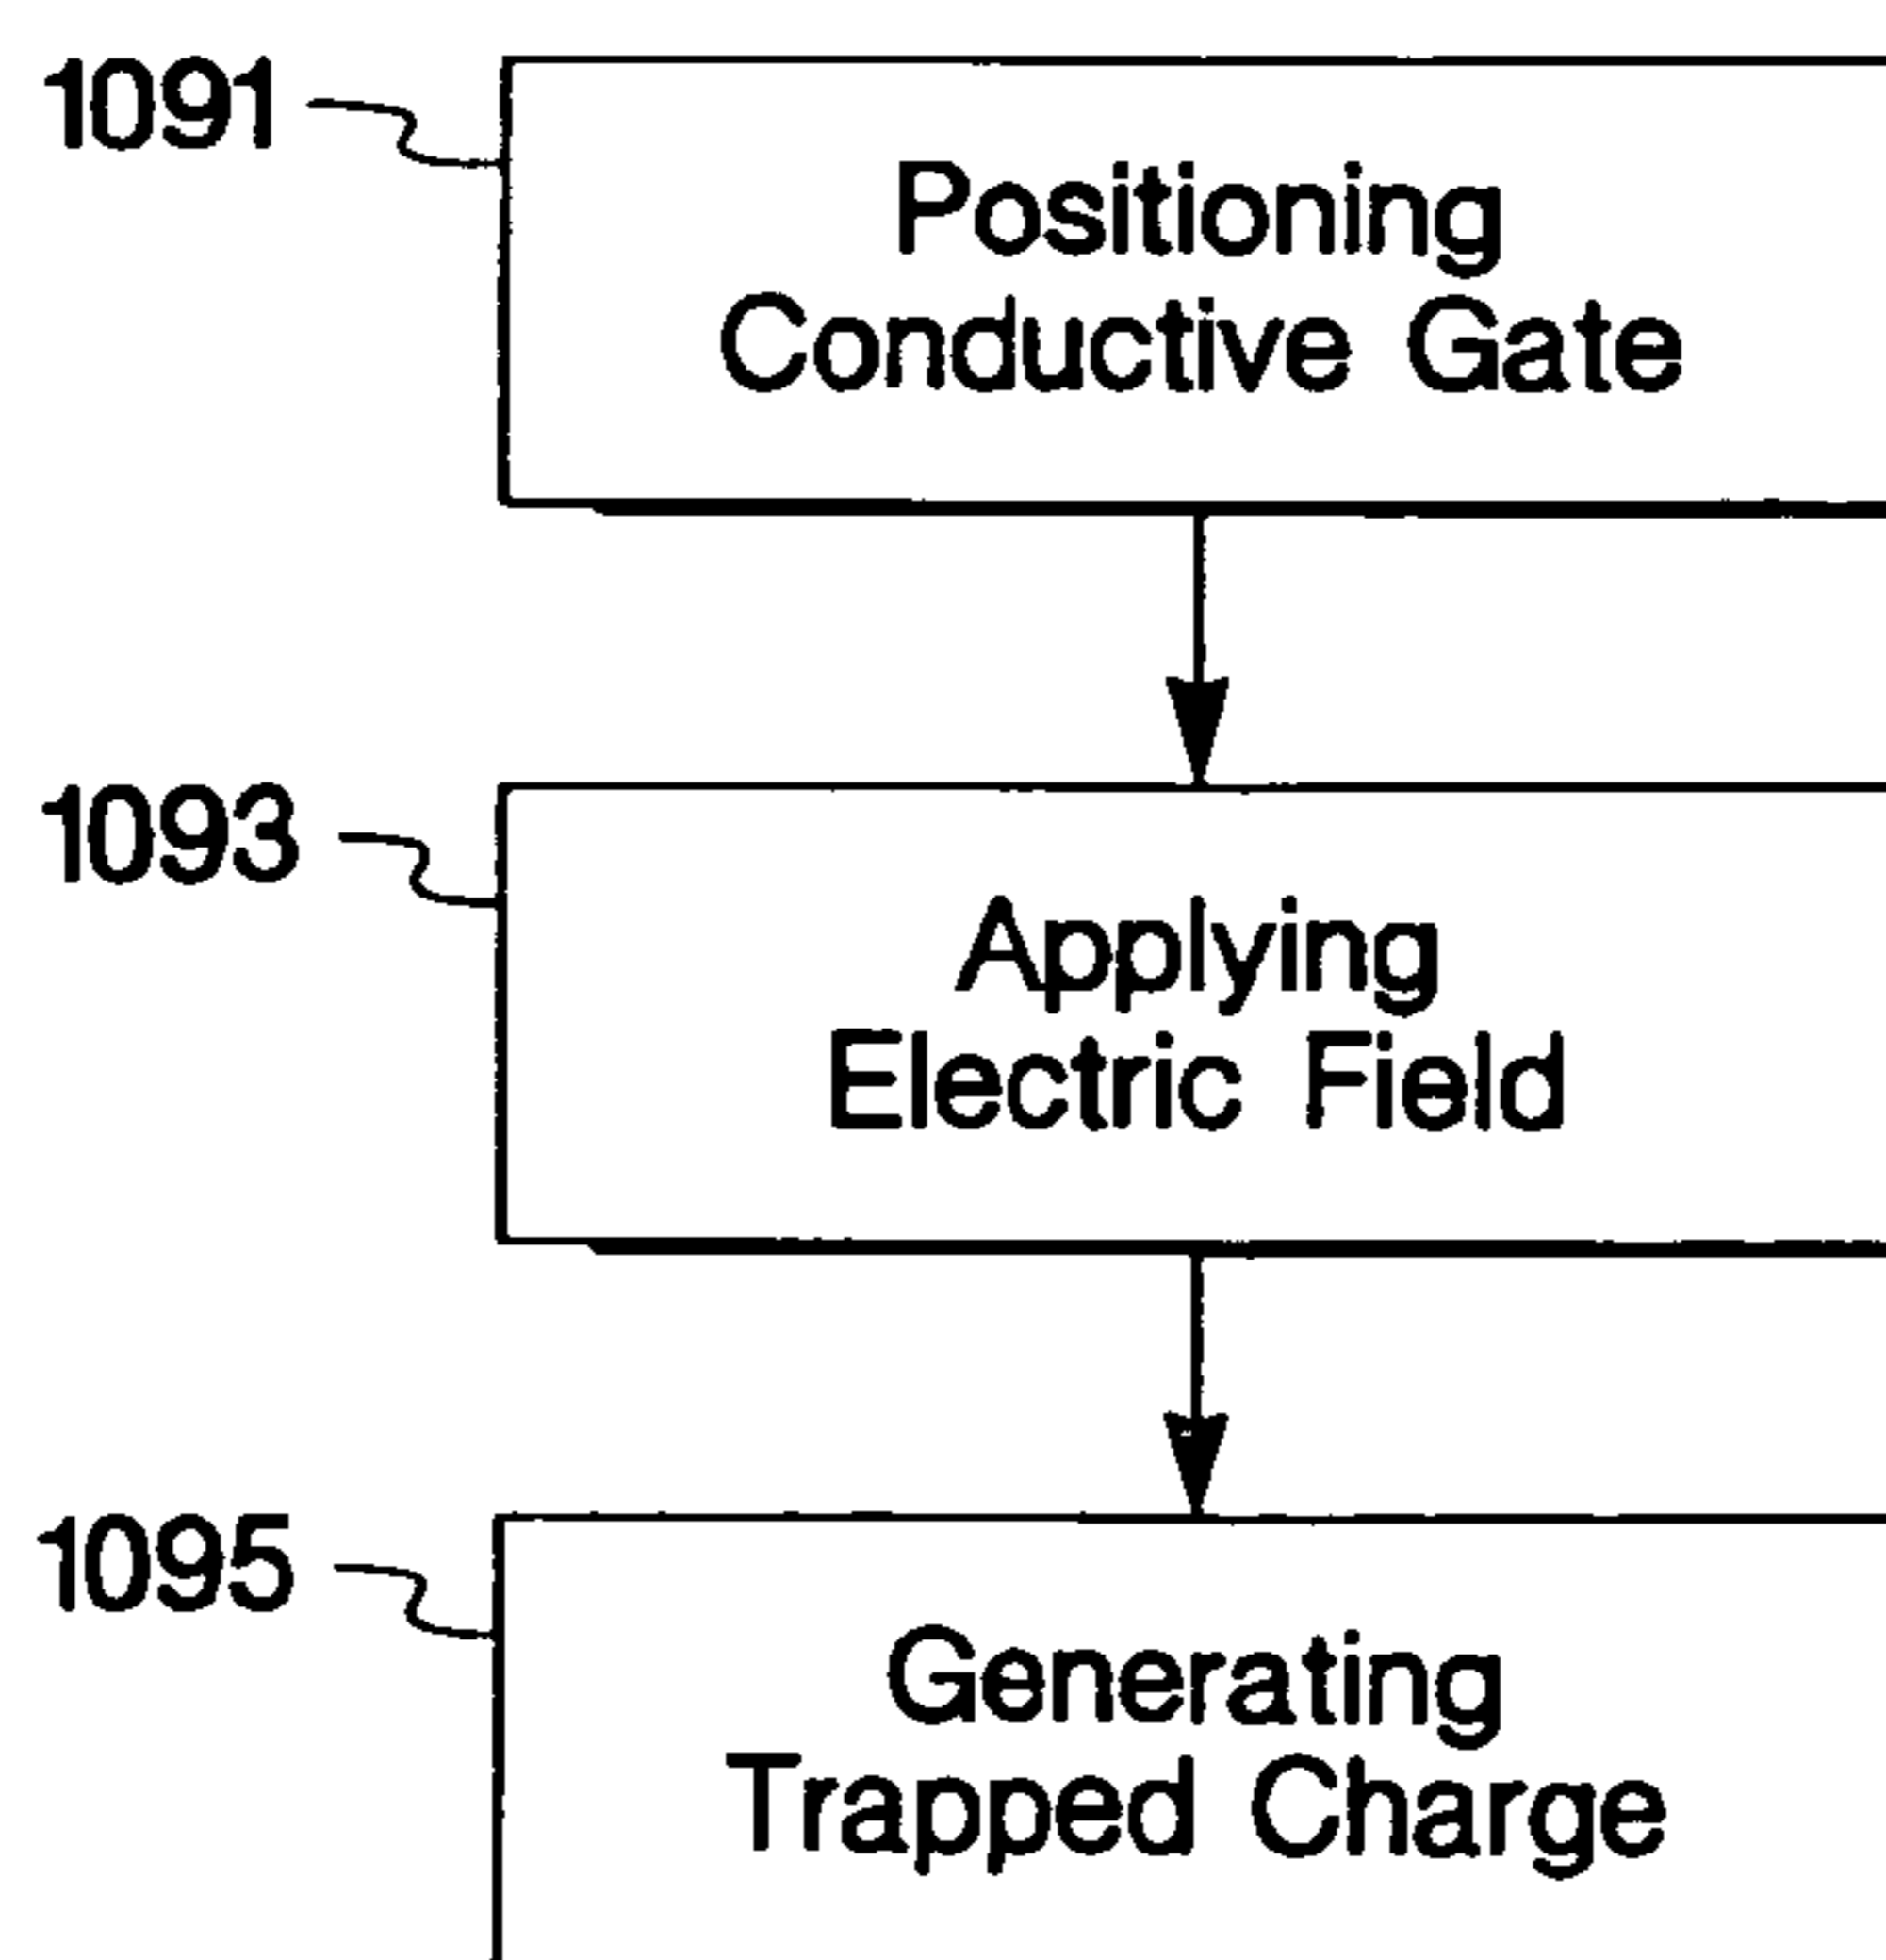 1091
Positioning
Conductive Gate
1093
Applying
Electric Field
1095
Generating
Trapped Charge